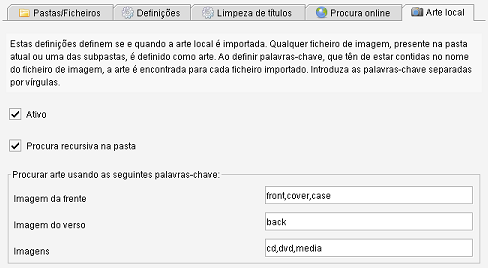 Pastas/Ficheiros Definições Limpeza de títulos Procura online Arte local
Estas definições definem se e quando a arte local é importada. Qualquer ficheiro de imagem, presente na pasta
atual ou uma das subpastas, é definido como arte. Ao definir palavras-chave, que têm de estar contidas no nome
do ficheiro de imagem, a arte é encontrada para cada ficheiro importado. Introduza as palavras-chave separadas
por vírgulas.
Ativo
Procura recursiva na pasta
Procurar arte usando as seguintes palavras-chave:
Imagem da frente front,cover,case
Imagem do verso back
Imagens cd,dvd,media